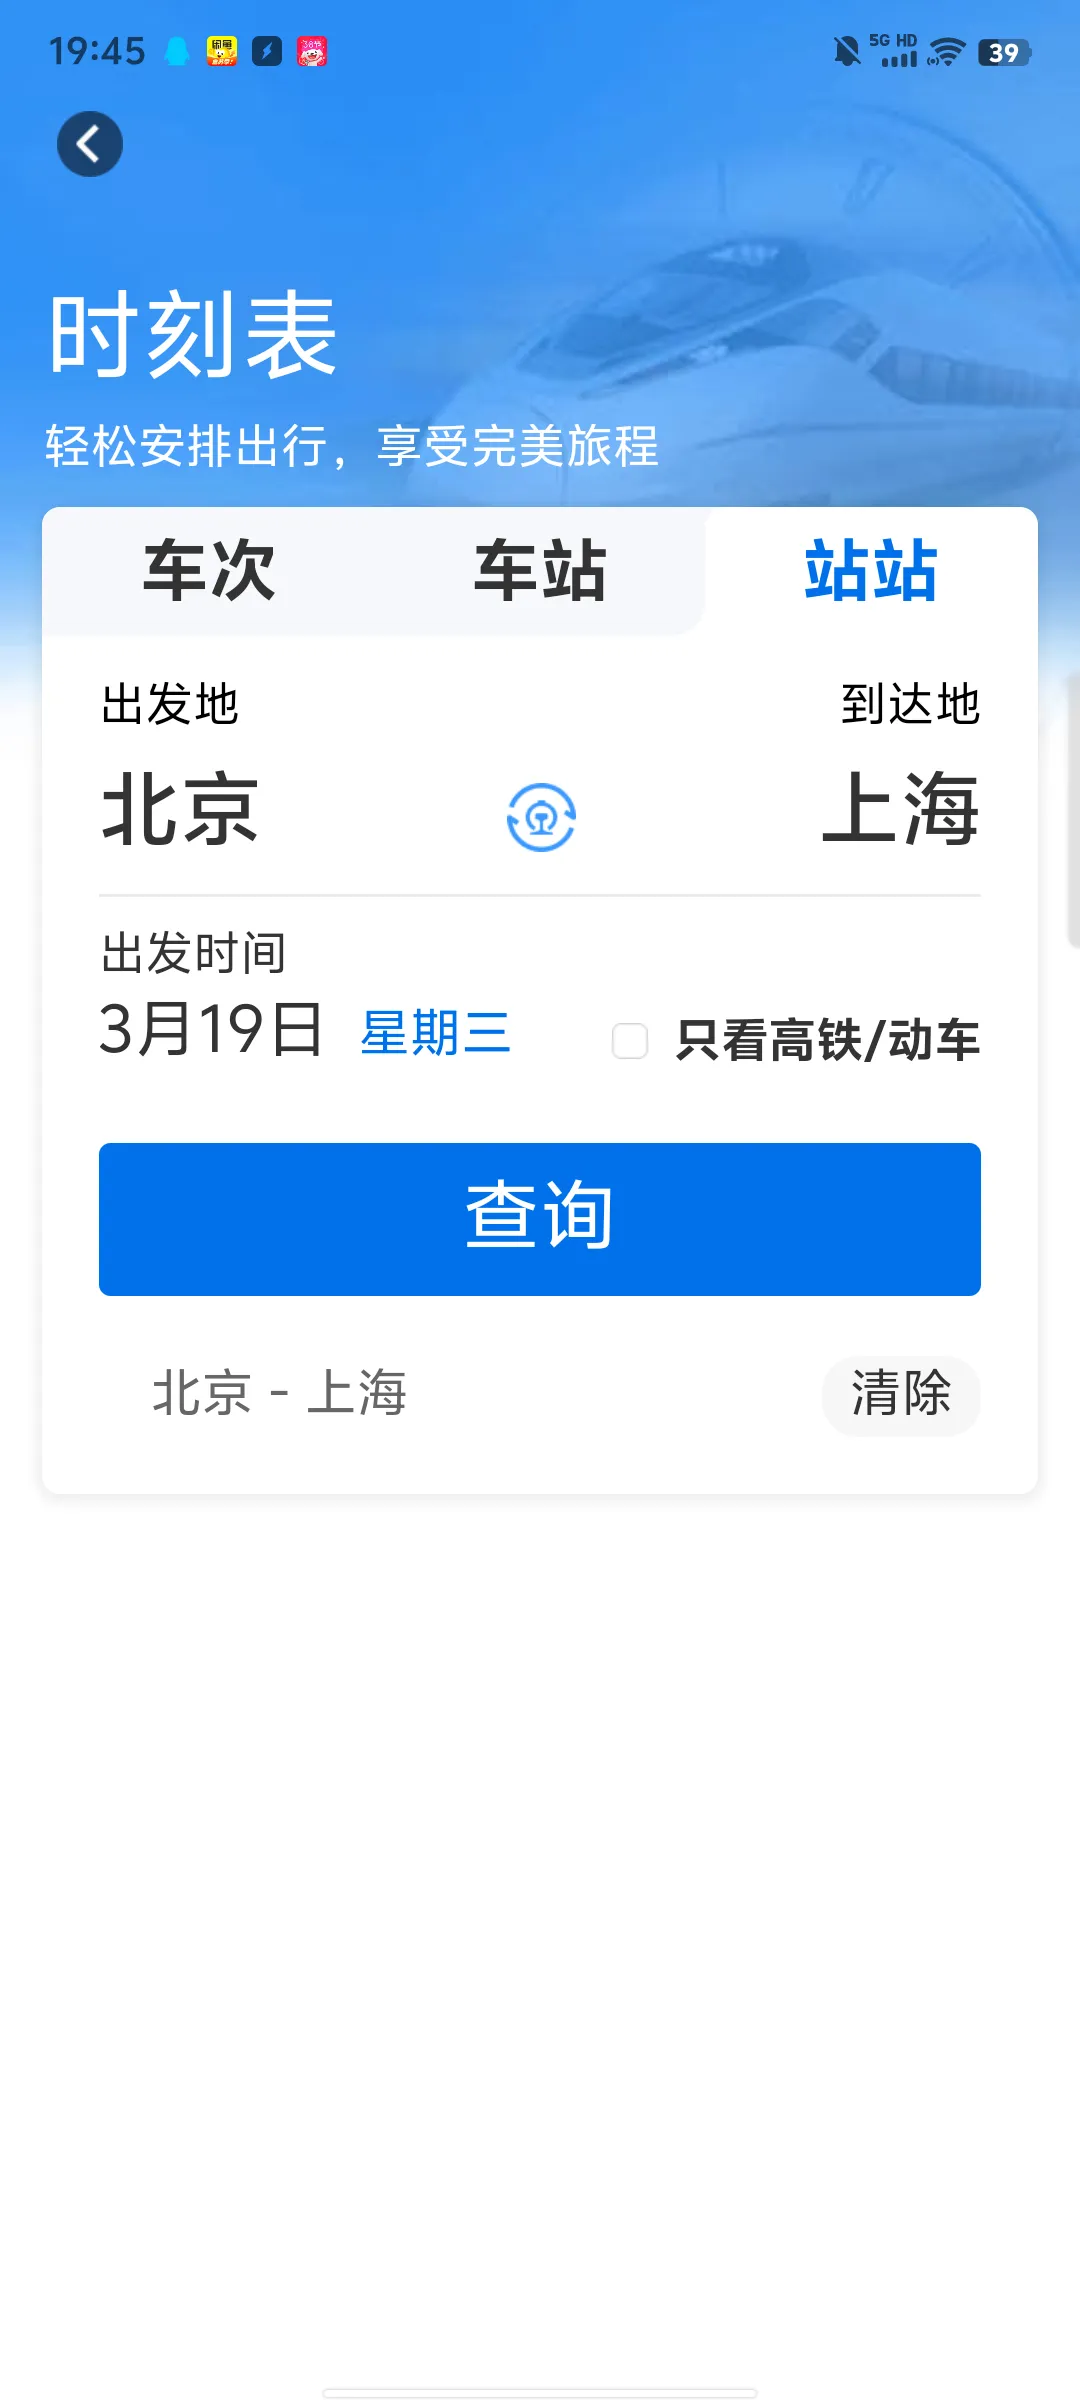 19:45
5G HD
39
时刻表
轻松安排出行，享受完美旅程
车次 车站 站站
出发地 到达地
北京 上海
出发时间
3月19日 星期三 只看高铁/动车
查询
北京 - 上海 清除